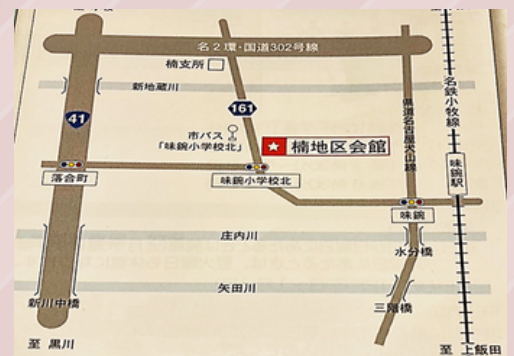 名2環・国道302号線
楠支所
新地蔵川
41
161
市バス
「味鋺小学校北」
楠地区会館
県道名古屋犬山線
名鉄小牧線
味鋺駅
落合町
味鋺小学校北
味鋺
庄内川
水分橋
矢田川
新川中橋
三階橋
至 黒川
至 上飯田